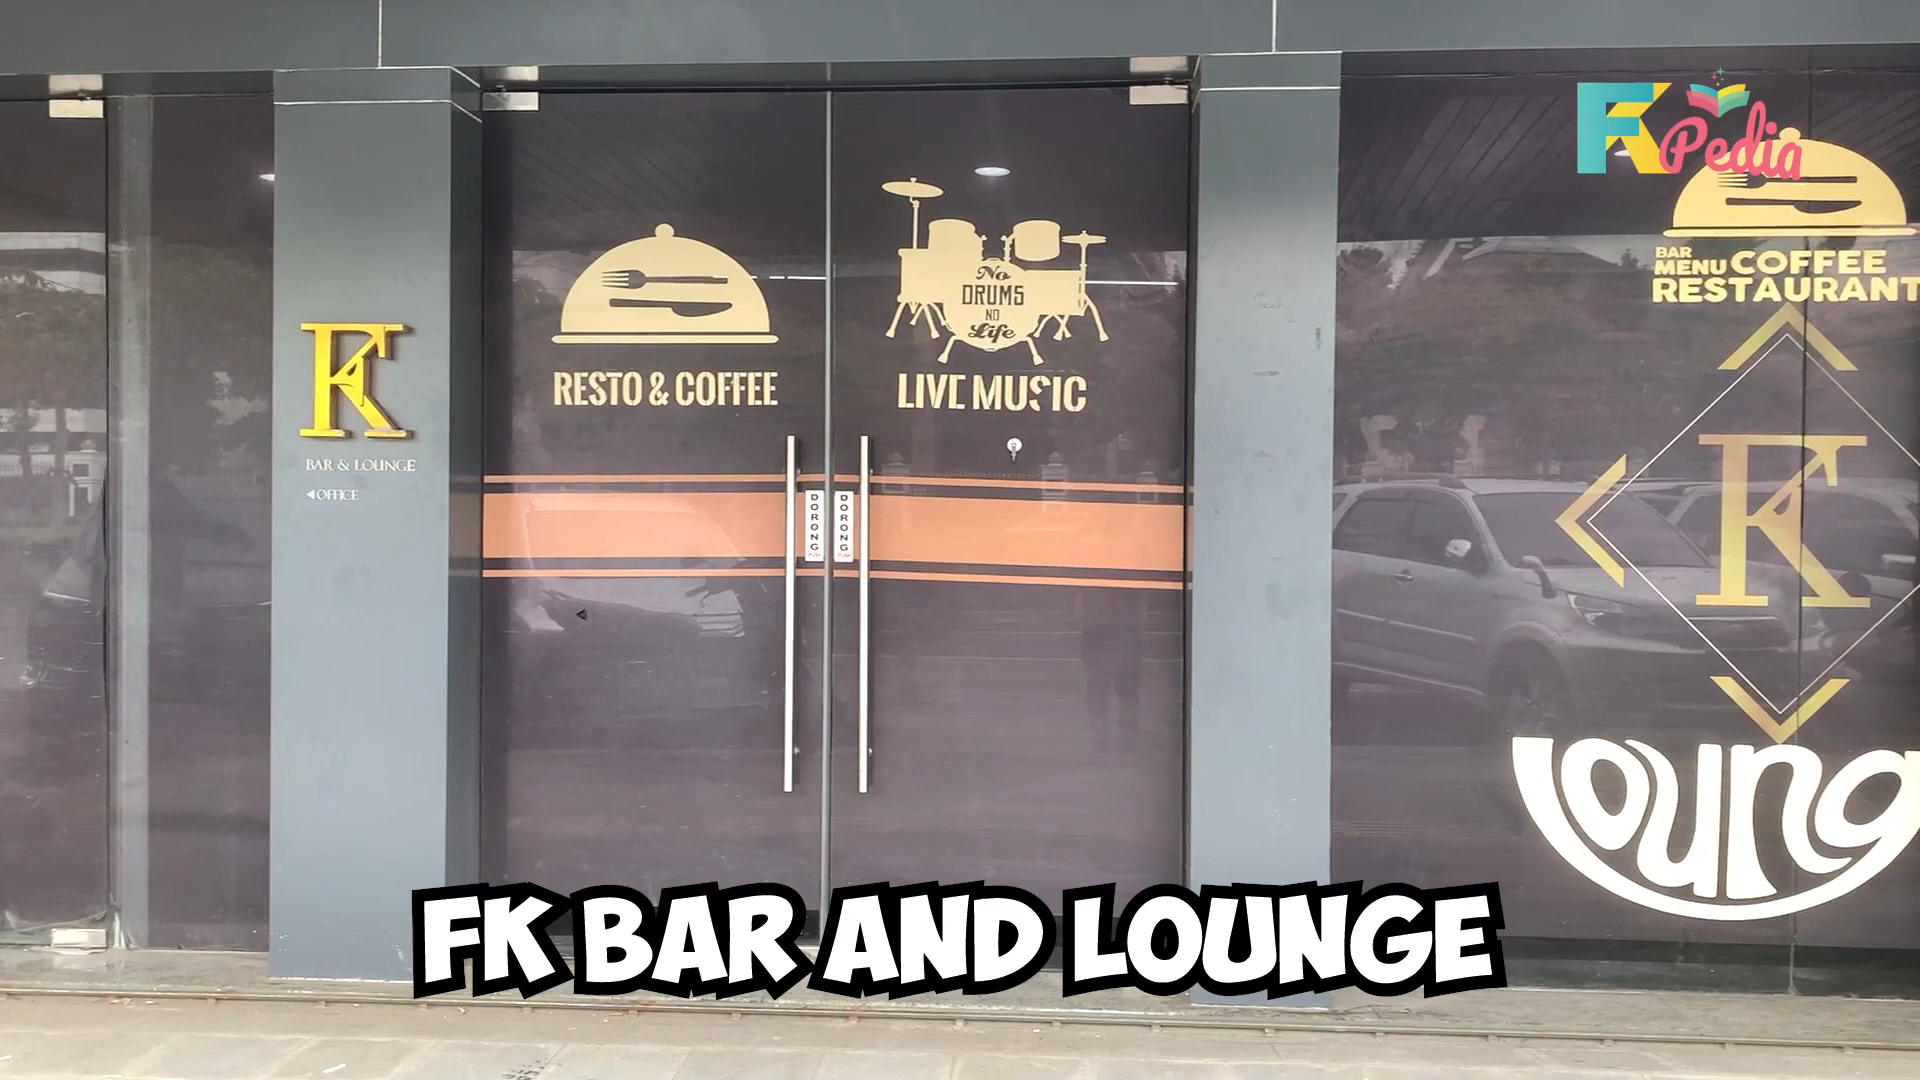 FK
BAR & LOUNGE
OFFICE
RESTO & COFFEE
No
DRUMS
NO
Life
LIVE MUSIC
DORONG
DORONG
FK Pedia
BAR
MENU COFFEE
RESTAURANT
FK
Loung
FK BAR AND LOUNGE